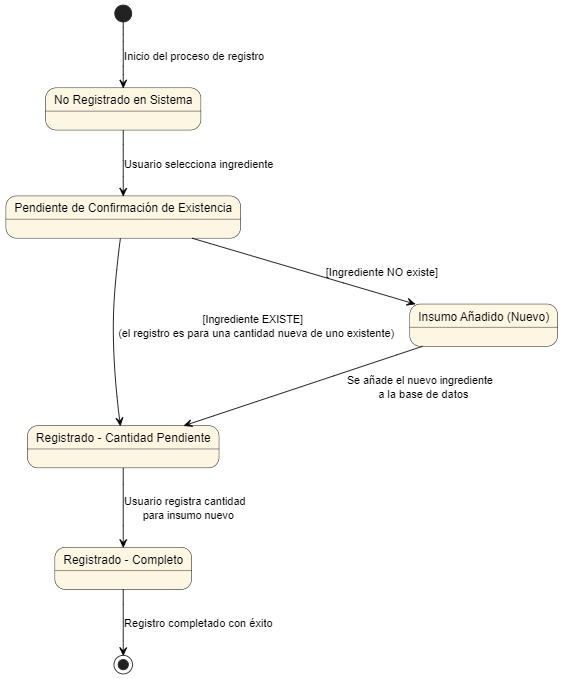 Inicio del proceso de registro
No Registrado en Sistema
Usuario selecciona ingrediente
Pendiente de Confirmación de Existencia
[Ingrediente NO existe]
[Ingrediente EXISTE]
(el registro es para una cantidad nueva de uno existente)
Insumo Añadido (Nuevo)
Se añade el nuevo ingrediente
a la base de datos
Registrado - Cantidad Pendiente
Usuario registra cantidad
para insumo nuevo
Registrado - Completo
Registro completado con éxito